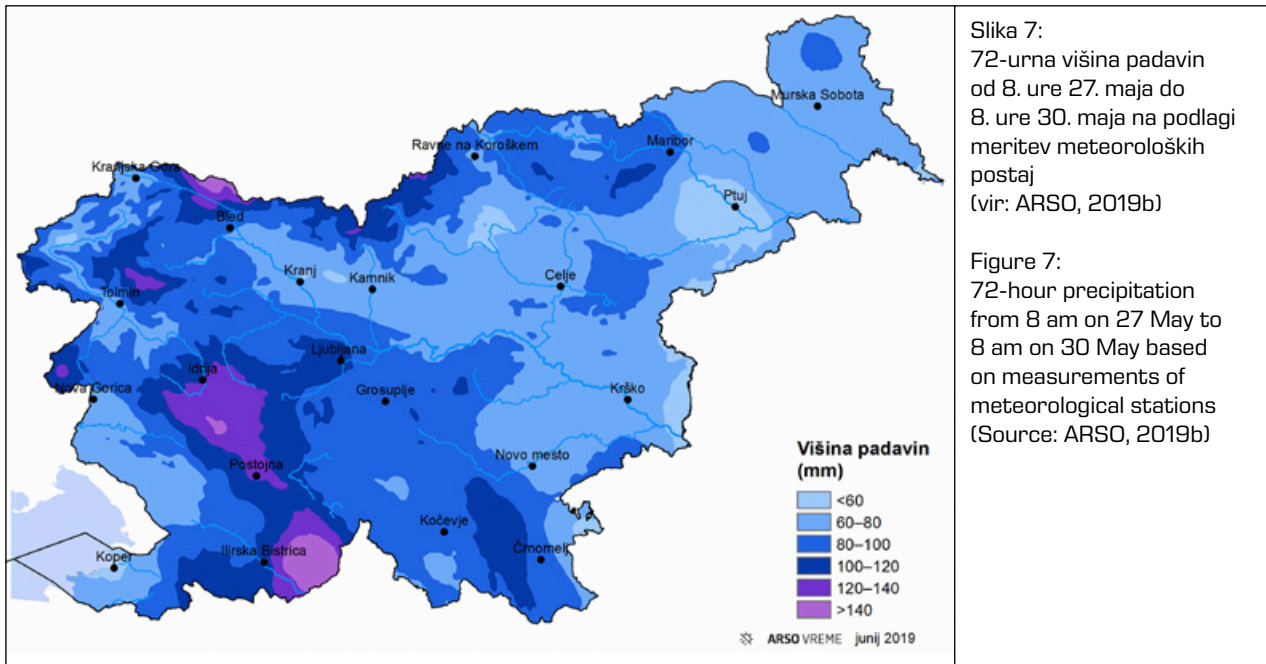 Murska Sobota
Ravne na Koroškem
Maribor
Kranjska Gora
Ptuj
Bled
Kranj
Kamnik
Celje
Tolmin
Ljubljana
Idrija
Nova Gorica
Grosuplje
Krško
Novo mesto
Postojna
Kočevje
Ilirska Bistrica
Črnomelj
Koper
Višina padavin
(mm)
<60
60–80
80–100
100–120
120–140
>140
ARSO VREME junij 2019
Slika 7:
72-urna višina padavin
od 8. ure 27. maja do
8. ure 30. maja na podlagi
meritev meteoroloških
postaj
(vir: ARSO, 2019b)
Figure 7:
72-hour precipitation
from 8 am on 27 May to
8 am on 30 May based
on measurements of
meteorological stations
(Source: ARSO, 2019b)